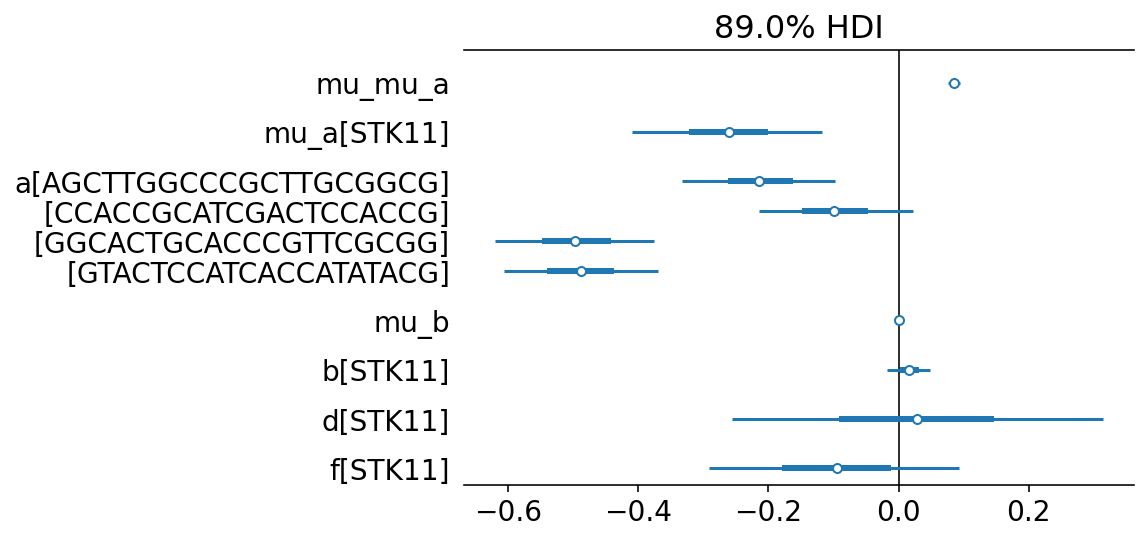 89.0% HDI
mu_mu_a
mu_a[STK11]
a[AGCTTGGCCCGCTTGCGGCG]
[CCACCGCATCGACTCCACCG]
[GGCACTGCACCCGTTCGCGG]
[GTACTCCATCACCATATACG]
mu_b
b[STK11]
d[STK11]
f[STK11]
−0.6 −0.4 −0.2 0.0 0.2